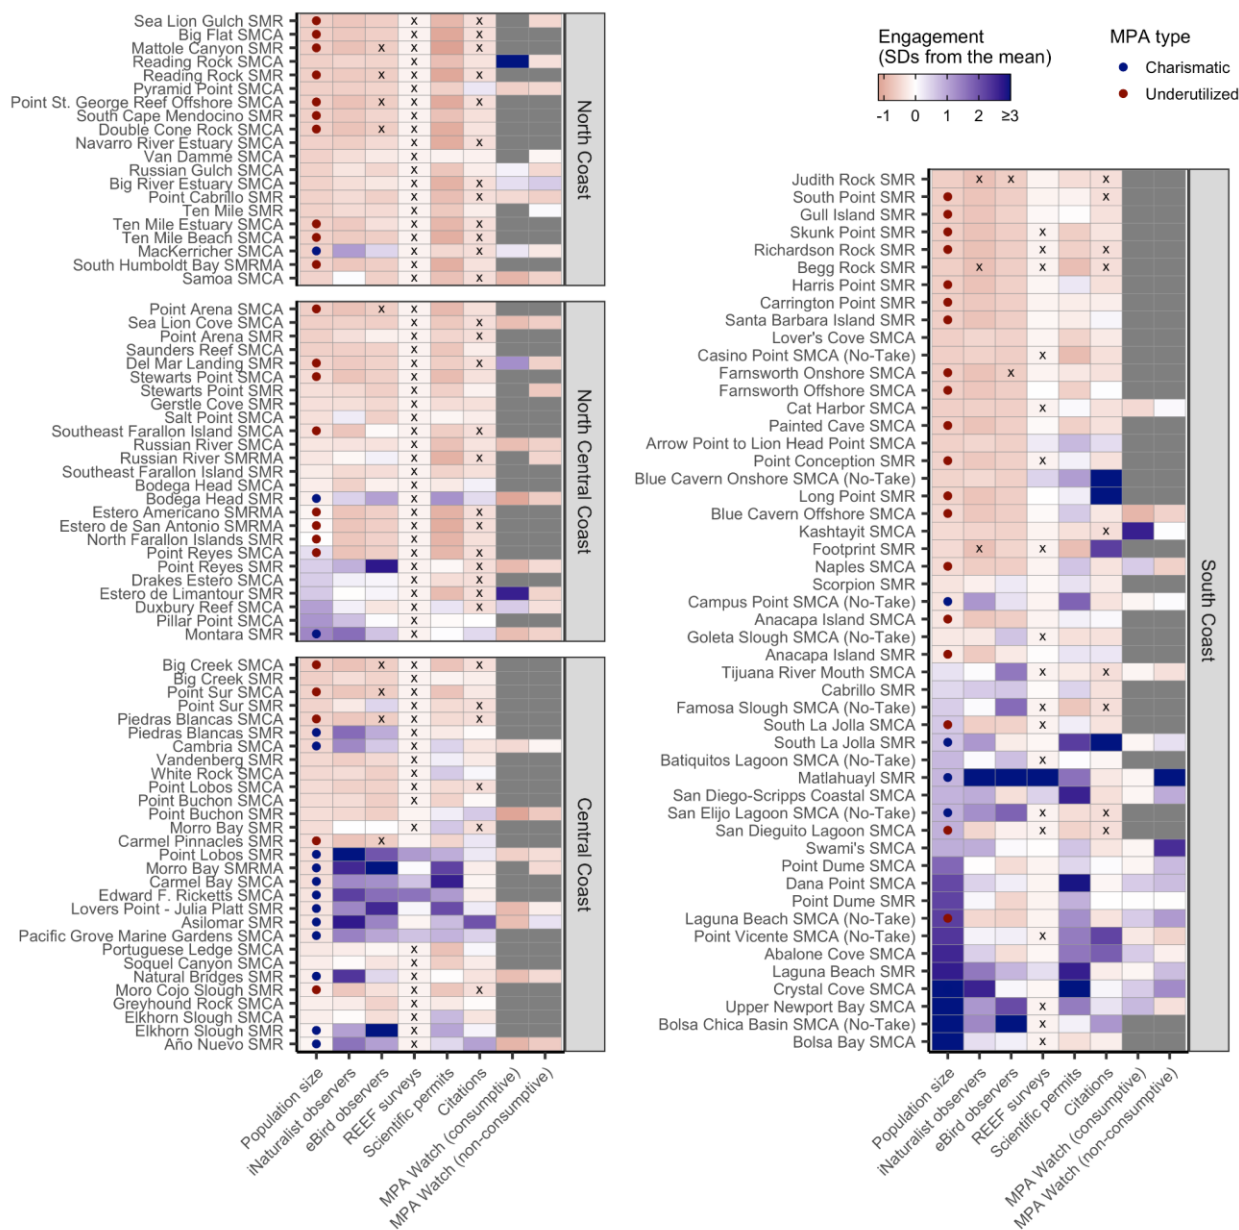 Sea Lion Gulch SMR
Big Flat SMCA
Mattole Canyon SMR
Reading Rock SMCA
Reading Rock SMR
Pyramid Point SMCA
Point St. George Reef Offshore SMCA
South Cape Mendocino SMR
Double Cone Rock SMCA
Navarro River Estuary SMCA
Van Damme SMCA
Russian Gulch SMCA
Big River Estuary SMCA
Point Cabrillo SMR
Ten Mile SMR
Ten Mile Estuary SMCA
Ten Mile Beach SMCA
MacKerricher SMCA
South Humboldt Bay SMRMA
Samoa SMCA
North Coast
Point Arena SMCA
Sea Lion Cove SMCA
Point Arena SMR
Saunders Reef SMCA
Del Mar Landing SMR
Stewarts Point SMCA
Stewarts Point SMR
Gerstle Cove SMR
Salt Point SMCA
Southeast Farallon Island SMCA
Russian River SMCA
Russian River SMRMA
Southeast Farallon Island SMR
Bodega Head SMCA
Bodega Head SMR
Estero Americano SMRMA
Estero de San Antonio SMRMA
North Farallon Islands SMR
Point Reyes SMCA
Point Reyes SMR
Drakes Estero SMCA
Estero de Limantour SMR
Duxbury Reef SMCA
Pillar Point SMCA
Montara SMR
North Central Coast
Big Creek SMCA
Big Creek SMR
Point Sur SMCA
Point Sur SMR
Piedras Blancas SMCA
Piedras Blancas SMR
Cambria SMCA
Vandenberg SMR
White Rock SMCA
Point Lobos SMCA
Point Buchon SMCA
Point Buchon SMR
Morro Bay SMR
Carmel Pinnacles SMR
Point Lobos SMR
Morro Bay SMRMA
Carmel Bay SMCA
Edward F. Ricketts SMCA
Lovers Point - Julia Platt SMR
Asilomar SMR
Pacific Grove Marine Gardens SMCA
Portuguese Ledge SMCA
Soquel Canyon SMCA
Natural Bridges SMR
Moro Cojo Slough SMR
Greyhound Rock SMCA
Elkhorn Slough SMCA
Elkhorn Slough SMR
Año Nuevo SMR
Central Coast
Population size
iNaturalist observers
eBird observers
REEF surveys
Scientific permits
Citations
MPA Watch (consumptive)
MPA Watch (non-consumptive)
Engagement
(SDs from the mean)
-1 0 1 2 ≥3
MPA type
Charismatic
Underutilized
Judith Rock SMR
South Point SMR
Gull Island SMR
Skunk Point SMR
Richardson Rock SMR
Begg Rock SMR
Harris Point SMR
Carrington Point SMR
Santa Barbara Island SMR
Lover's Cove SMCA
Casino Point SMCA (No-Take)
Farnsworth Onshore SMCA
Farnsworth Offshore SMCA
Cat Harbor SMCA
Painted Cave SMCA
Arrow Point to Lion Head Point SMCA
Point Conception SMR
Blue Cavern Onshore SMCA (No-Take)
Long Point SMR
Blue Cavern Offshore SMCA
Kashtayit SMCA
Footprint SMR
Naples SMCA
Scorpion SMR
Campus Point SMCA (No-Take)
Anacapa Island SMCA
Goleta Slough SMCA (No-Take)
Anacapa Island SMR
Tijuana River Mouth SMCA
Cabrillo SMR
Famosa Slough SMCA (No-Take)
South La Jolla SMCA
South La Jolla SMR
Batiquitos Lagoon SMCA (No-Take)
Matlahuayl SMR
San Diego-Scripps Coastal SMCA
San Elijo Lagoon SMCA (No-Take)
San Dieguito Lagoon SMCA
Swami's SMCA
Point Dume SMCA
Dana Point SMCA
Point Dume SMR
Laguna Beach SMCA (No-Take)
Point Vicente SMCA (No-Take)
Abalone Cove SMCA
Laguna Beach SMR
Crystal Cove SMCA
Upper Newport Bay SMCA
Bolsa Chica Basin SMCA (No-Take)
Bolsa Bay SMCA
South Coast
Population size
iNaturalist observers
eBird observers
REEF surveys
Scientific permits
Citations
MPA Watch (consumptive)
MPA Watch (non-consumptive)